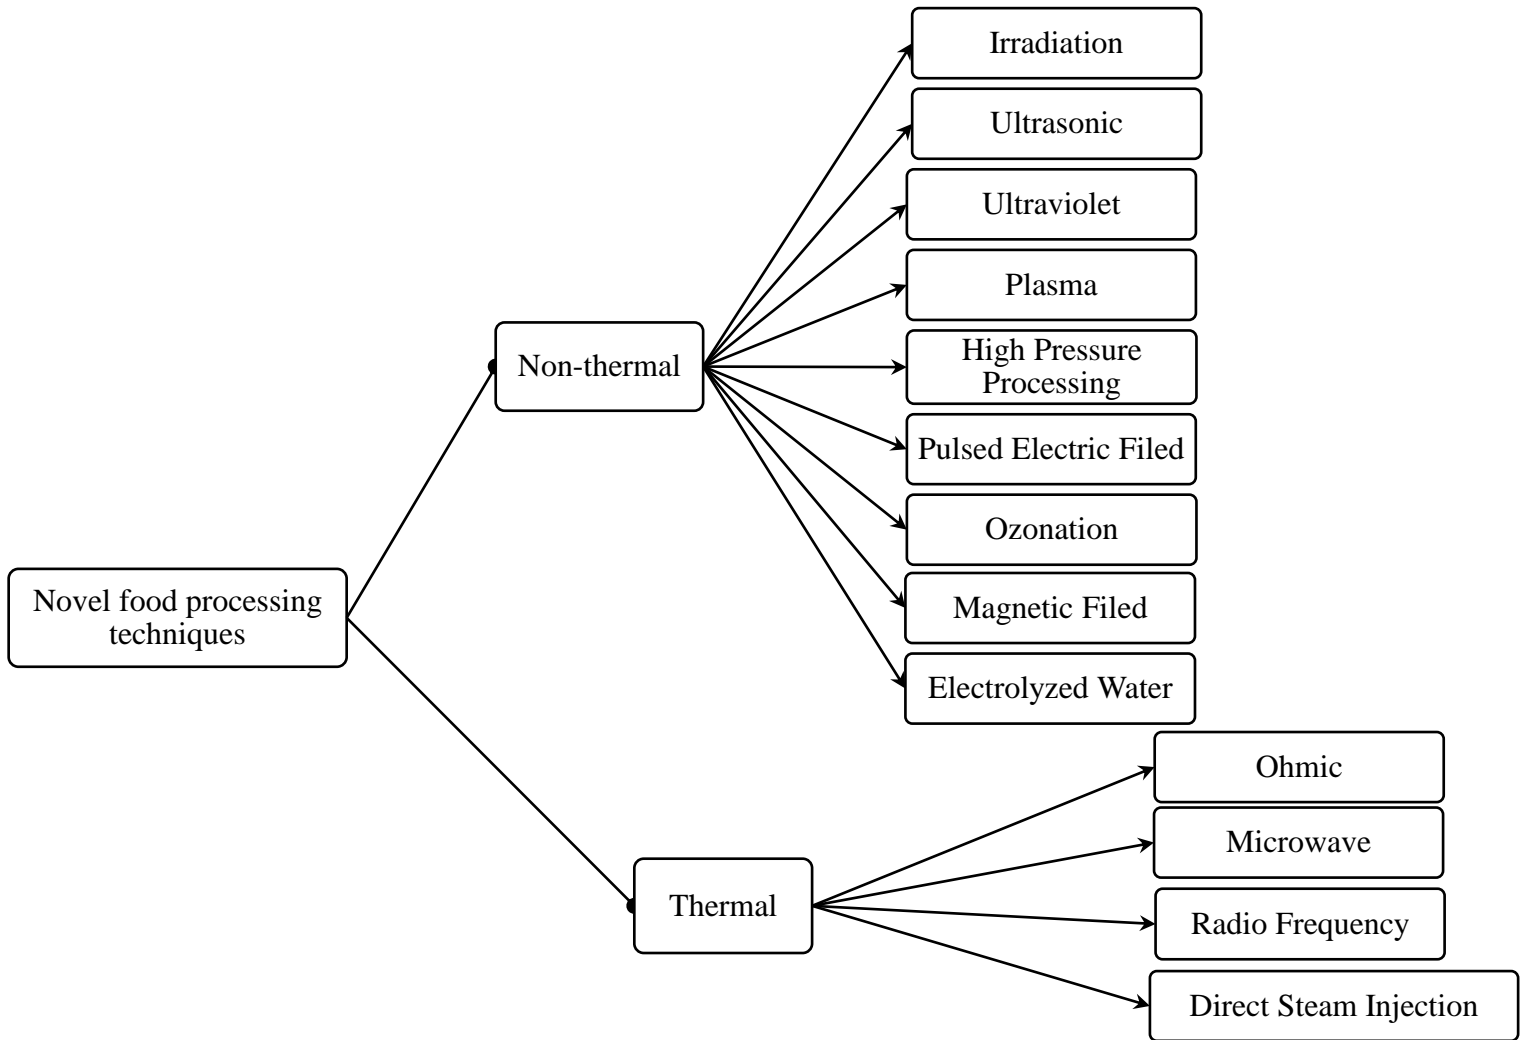 Irradiation
Ultrasonic
Ultraviolet
Plasma
High Pressure
Processing
Non-thermal
Pulsed Electric Filed
Ozonation
Novel food processing
techniques
Magnetic Filed
Electrolyzed Water
Ohmic
Microwave
Thermal
Radio Frequency
Direct Steam Injection